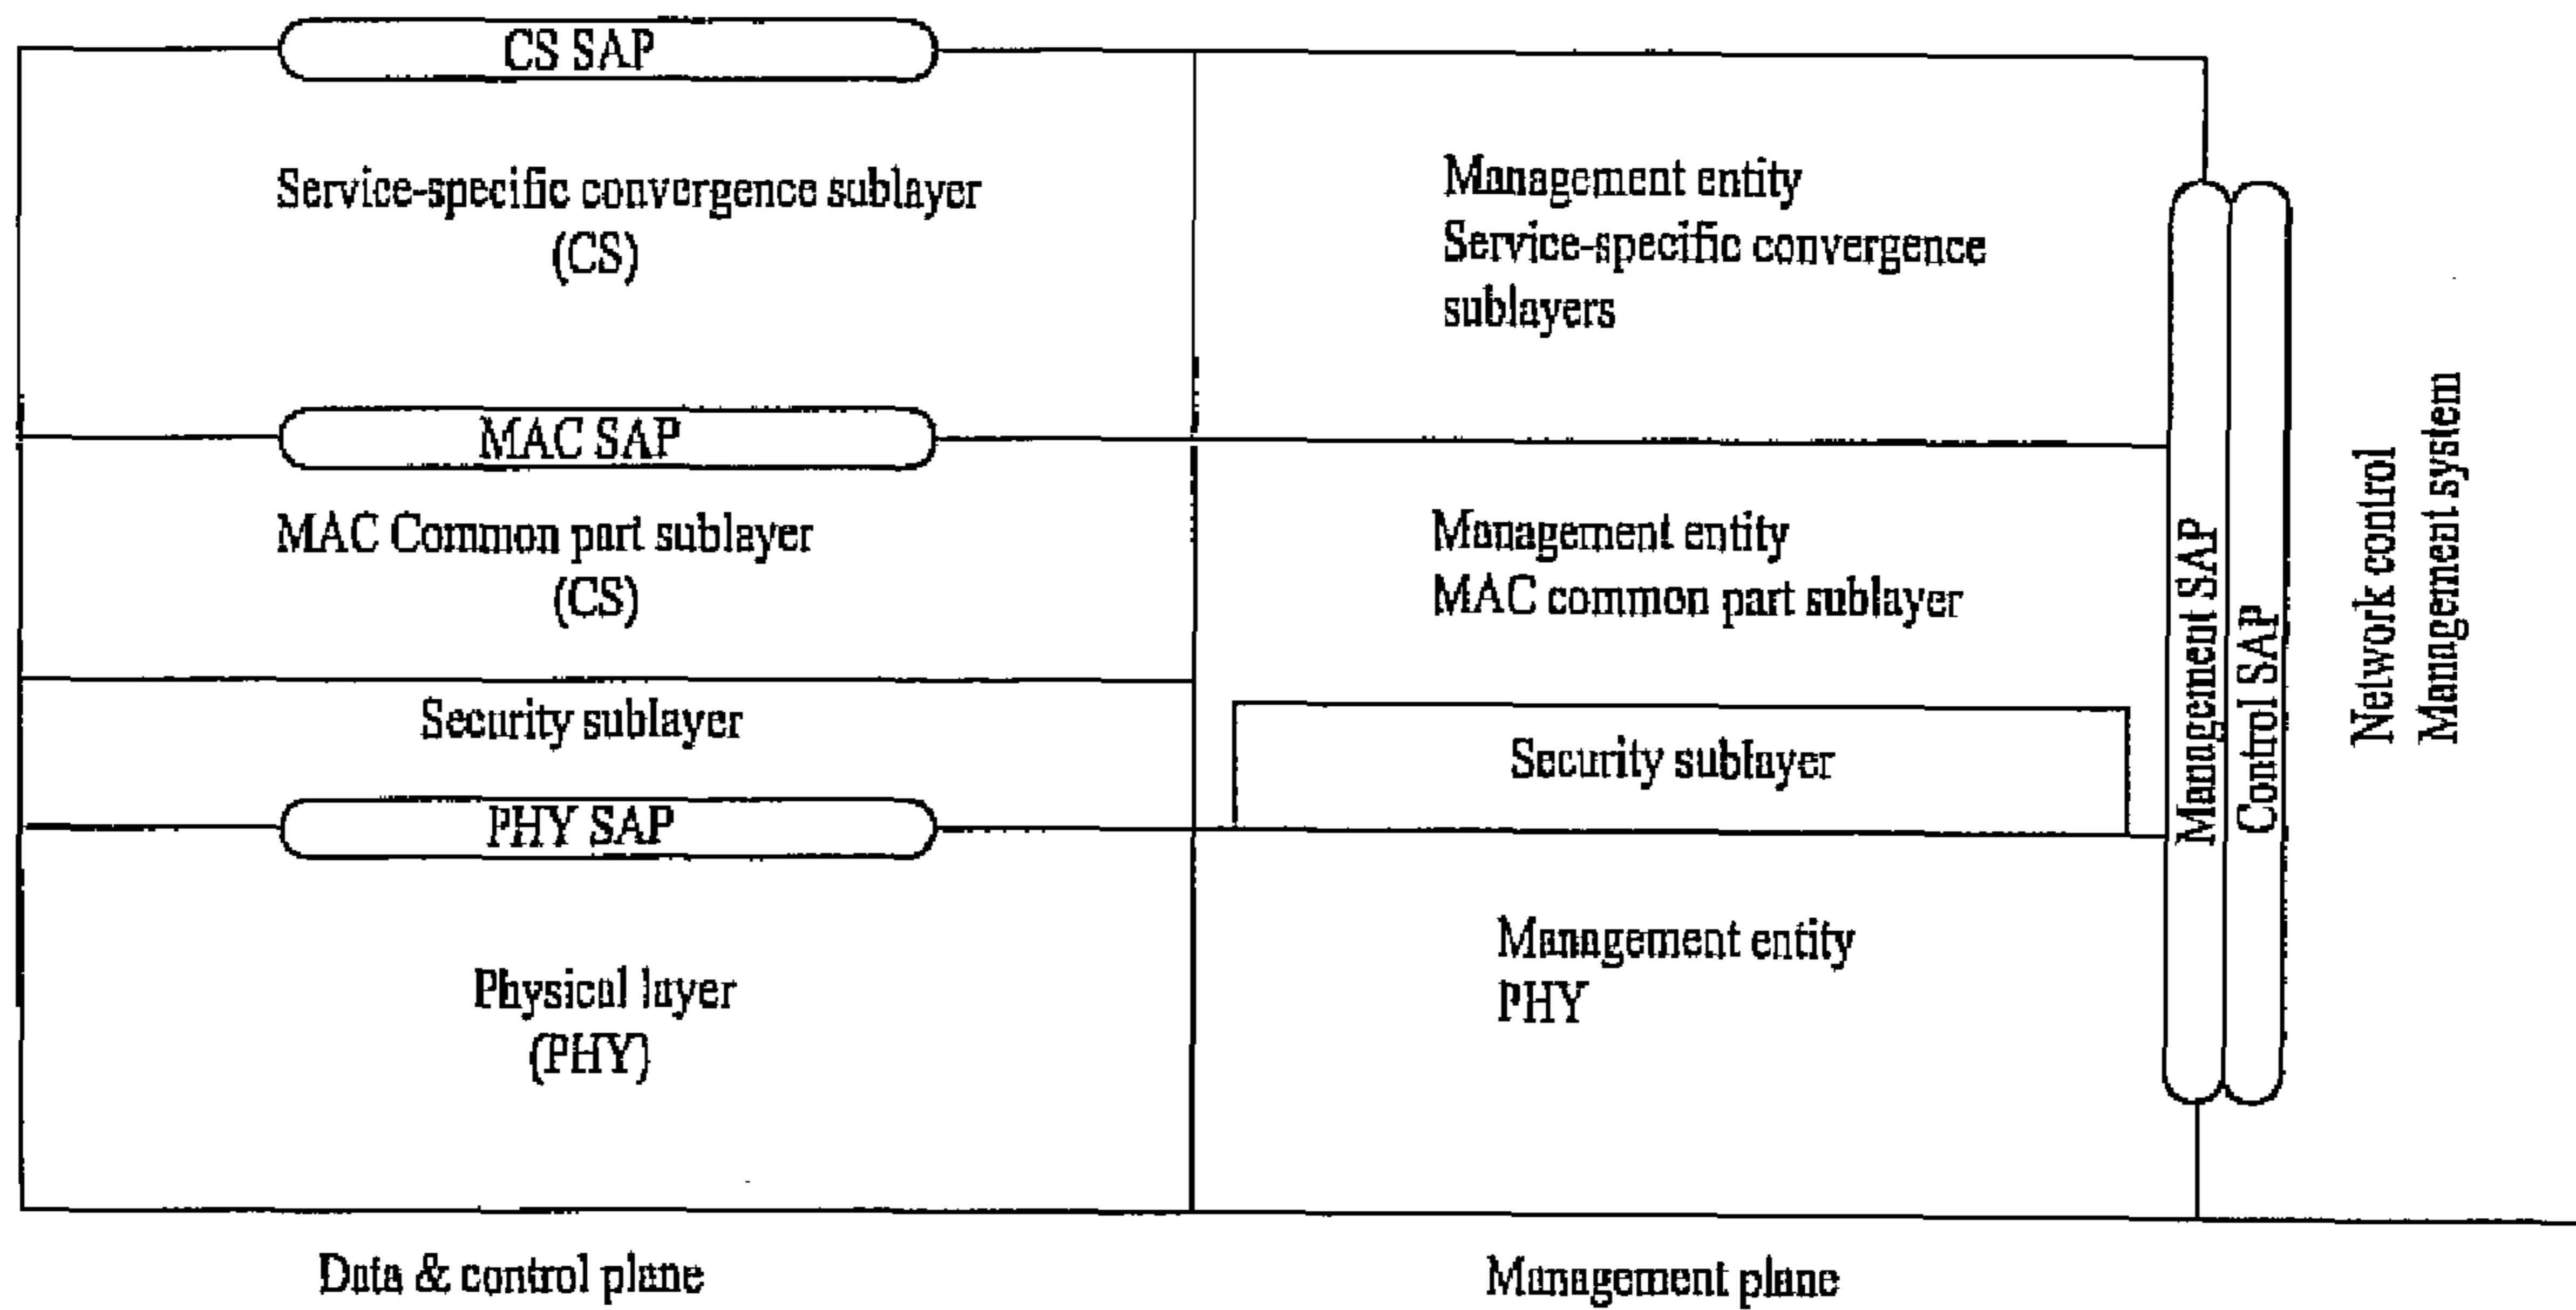 CS SAP
Service-specific convergence sublayer
(CS)
MAC SAP
MAC Common part sublayer
(CS)
Security sublayer
PHY SAP
Physical layer
(PHY)
Data & control plane
Management entity
Service-specific convergence
sublayers
Management entity
MAC common part sublayer
Security sublayer
Management entity
PHY
Management plane
Management SAP
Control SAP
Network control
Management system